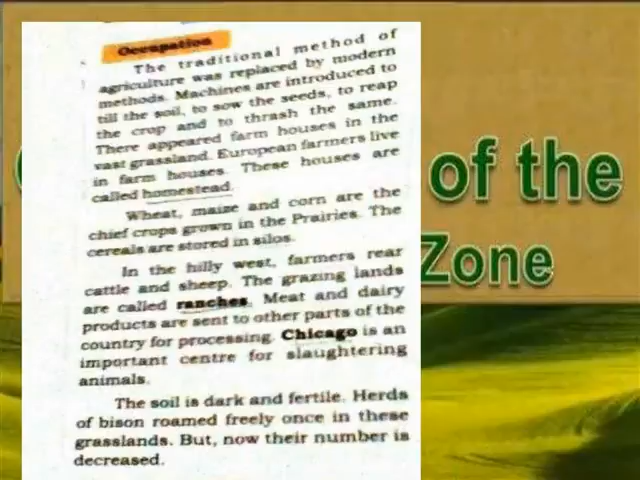 Occupation
The traditional method of
agriculture was replaced by modern
methods. Machines are introduced to
till the soil, to sow the seeds, to reap
the crop and to thrash the same.
There appeared farm houses in the
vast grassland. European farmers live
in farm houses. These houses are
called homestead.
Wheat, maize and corn are the
chief crops grown in the Prairies. The
cereals are stored in silos.
In the hilly west, farmers rear
cattle and sheep. The grazing lands
are called ranches. Meat and dairy
products are sent to other parts of the
country for processing. Chicago is an
important centre for slaughtering
animals.
The soil is dark and fertile. Herds
of bison roamed freely once in these
grasslands. But, now their number is
decreased.
of the
Zone